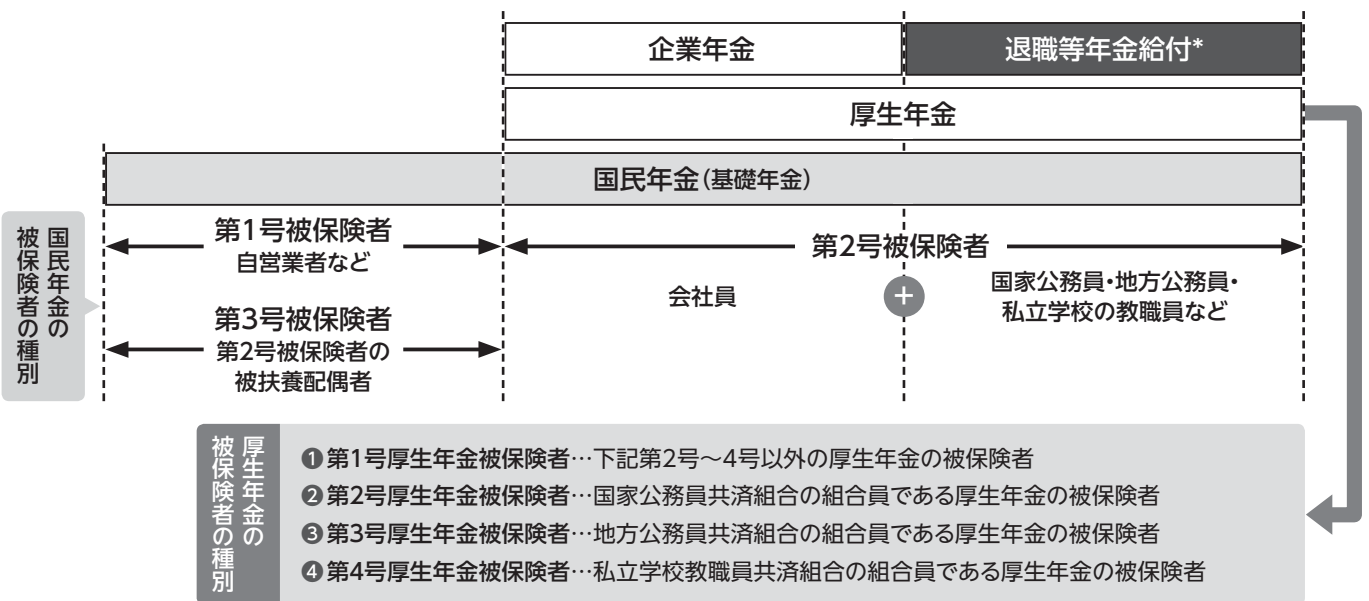 企業年金
退職等年金給付*
厚生年金
国民年金(基礎年金)
国民年金の
被保険者の種別
第1号被保険者
自営業者など
第3号被保険者
第2号被保険者の
被扶養配偶者
第2号被保険者
会社員
+
国家公務員・地方公務員・
私立学校の教職員など
厚生年金の
被保険者の種別
❶第1号厚生年金被保険者…下記第2号〜4号以外の厚生年金の被保険者
❷第2号厚生年金被保険者…国家公務員共済組合の組合員である厚生年金の被保険者
❸第3号厚生年金被保険者…地方公務員共済組合の組合員である厚生年金の被保険者
❹第4号厚生年金被保険者…私立学校教職員共済組合の組合員である厚生年金の被保険者